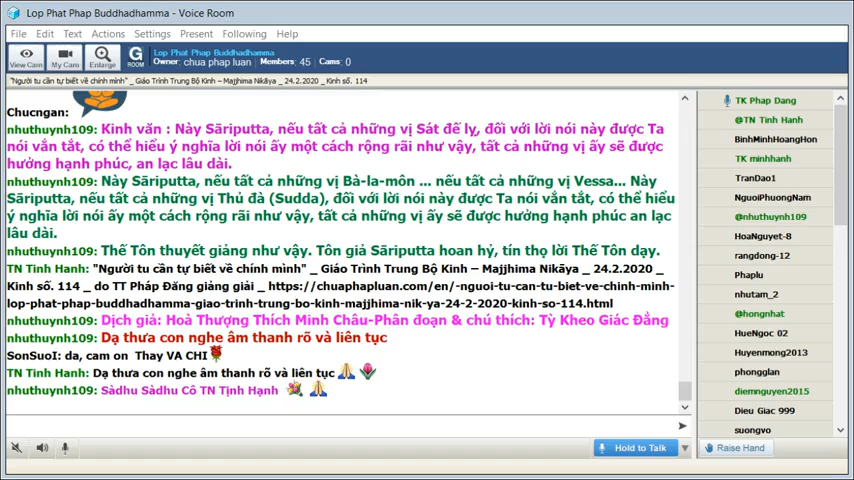 Lop Phat Phap Buddhadhamma - Voice Room
File Edit Text Actions Settings Present Following Help
View Cam My Cam Enlarge G ROOM
Lop Phat Phap Buddhadhamma
Owner: chua phap luan: Members: 45 Cams: 0
"Người tu cần tự biết về chính mình" _ Giáo Trình Trung Bộ Kinh – Majjhima Nikāya _ 24.2.2020 _ Kinh số. 114
Chucngan:
nhuthuynh109: Kinh văn : Này Sāriputta, nếu tất cả những vị Sát đế lỵ, đối với lời nói này được Ta
nói vắn tắt, có thể hiểu ý nghĩa lời nói ấy một cách rộng rãi như vậy, tất cả những vị ấy sẽ được
hưởng hạnh phúc, an lạc lâu dài.
nhuthuynh109: Này Sāriputta, nếu tất cả những vị Bà-la-môn ... nếu tất cả những vị Vessa... Này
Sāriputta, nếu tất cả những vị Thủ đà (Sudda), đối với lời nói này được Ta nói vắn tắt, có thể hiểu
ý nghĩa lời nói ấy một cách rộng rãi như vậy, tất cả những vị ấy sẽ được hưởng hạnh phúc an lạc
lâu dài.
nhuthuynh109: Thế Tôn thuyết giảng như vậy. Tôn giả Sāriputta hoan hỷ, tín thọ lời Thế Tôn dạy.
TN Tinh Hanh: "Người tu cần tự biết về chính mình" _ Giáo Trình Trung Bộ Kinh – Majjhima Nikāya _ 24.2.2020 _
Kinh số. 114 _ do TT Pháp Đăng giảng giải _ https://chuaphapluan.com/en/-nguoi-tu-can-tu-biet-ve-chinh-minh-
lop-phat-phap-buddhadhamma-giao-trinh-trung-bo-kinh-majjhima-nik-ya-24-2-2020-kinh-so-114.html
nhuthuynh109: Dịch giả: Hoà Thượng Thích Minh Châu-Phân đoạn & chú thích: Tỳ Kheo Giác Đẳng
nhuthuynh109: Dạ thưa con nghe âm thanh rõ và liên tục
SonSuoI: da, cam on Thay VA CHI
TN Tinh Hanh: Dạ thưa con nghe âm thanh rõ và liên tục
nhuthuynh109: Sàdhu Sàdhu Cô TN Tịnh Hạnh
TK Phap Dang
@TN Tinh Hanh
BinhMinhHoangHon
TK minhhanh
TranDao1
NguoiPhuongNam
@nhuthuynh109
HoaNguyet-8
rangdong-12
Phaplu
nhutam_2
@hongnhat
HueNgoc 02
Huyenmong2013
phongglan
diemnguyen2015
Dieu Giac 999
suongvo
Hold to Talk
Raise Hand